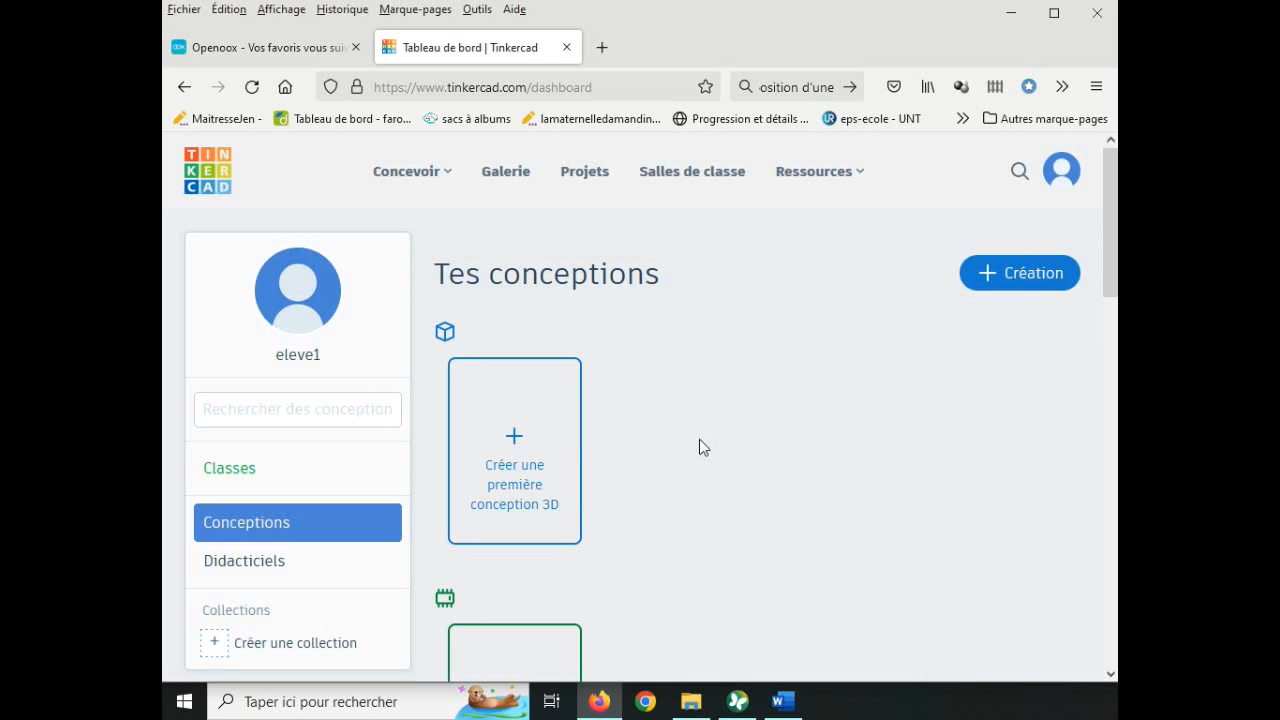 Fichier Édition Affichage Historique Marque-pages Outils Aide
Openoox - Vos favoris vous suiv
Tableau de bord | Tinkercad
https://www.tinkercad.com/dashboard
osition d'une
Maitresselen -
Tableau de bord - faro...
sacs à albums
lamaternelledamandin...
Progression et détails ...
eps-ecole - UNT
Autres marque-pages
TIN
KER
CAD
Concevoir
Galerie
Projets
Salles de classe
Ressources
eleve1
Rechercher des conception
Classes
Conceptions
Didacticiels
Collections
+ Créer une collection
Tes conceptions
+ Création
+
Créer une
première
conception 3D
Taper ici pour rechercher
W